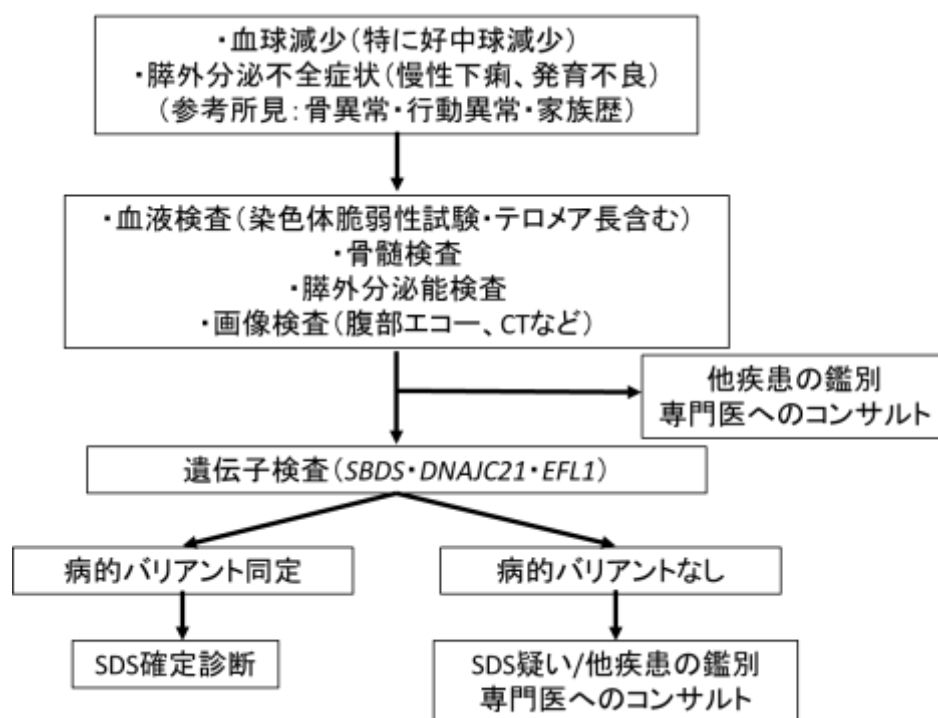 ・血球減少（特に好中球減少）
・膵外分泌不全症状（慢性下痢、発育不良）
（参考所見：骨異常・行動異常・家族歴）
・血液検査（染色体脆弱性試験・テロメア長含む）
・骨髄検査
・膵外分泌能検査
・画像検査（腹部エコー、CTなど）
他疾患の鑑別
専門医へのコンサルト
遺伝子検査（SBDS・DNAJC21・EFL1）
病的バリアント同定
病的バリアントなし
SDS確定診断
SDS疑い/他疾患の鑑別
専門医へのコンサルト